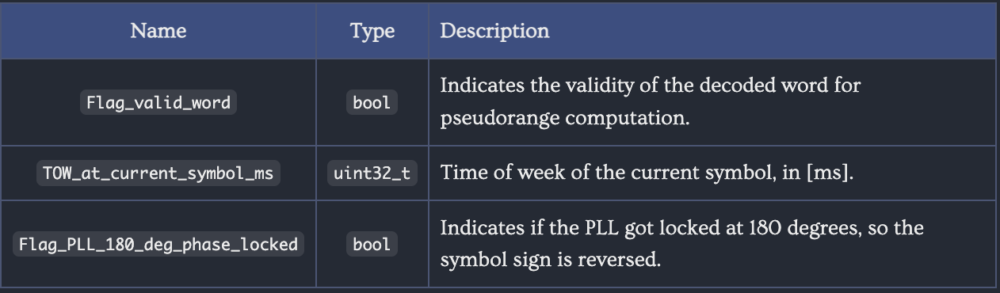 Name Type Description
Flag_valid_word bool Indicates the validity of the decoded word for
pseudorange computation.
TOW_at_current_symbol_ms uint32_t Time of week of the current symbol, in [ms].
Flag_PLL_180_deg_phase_locked bool Indicates if the PLL got locked at 180 degrees, so the
symbol sign is reversed.